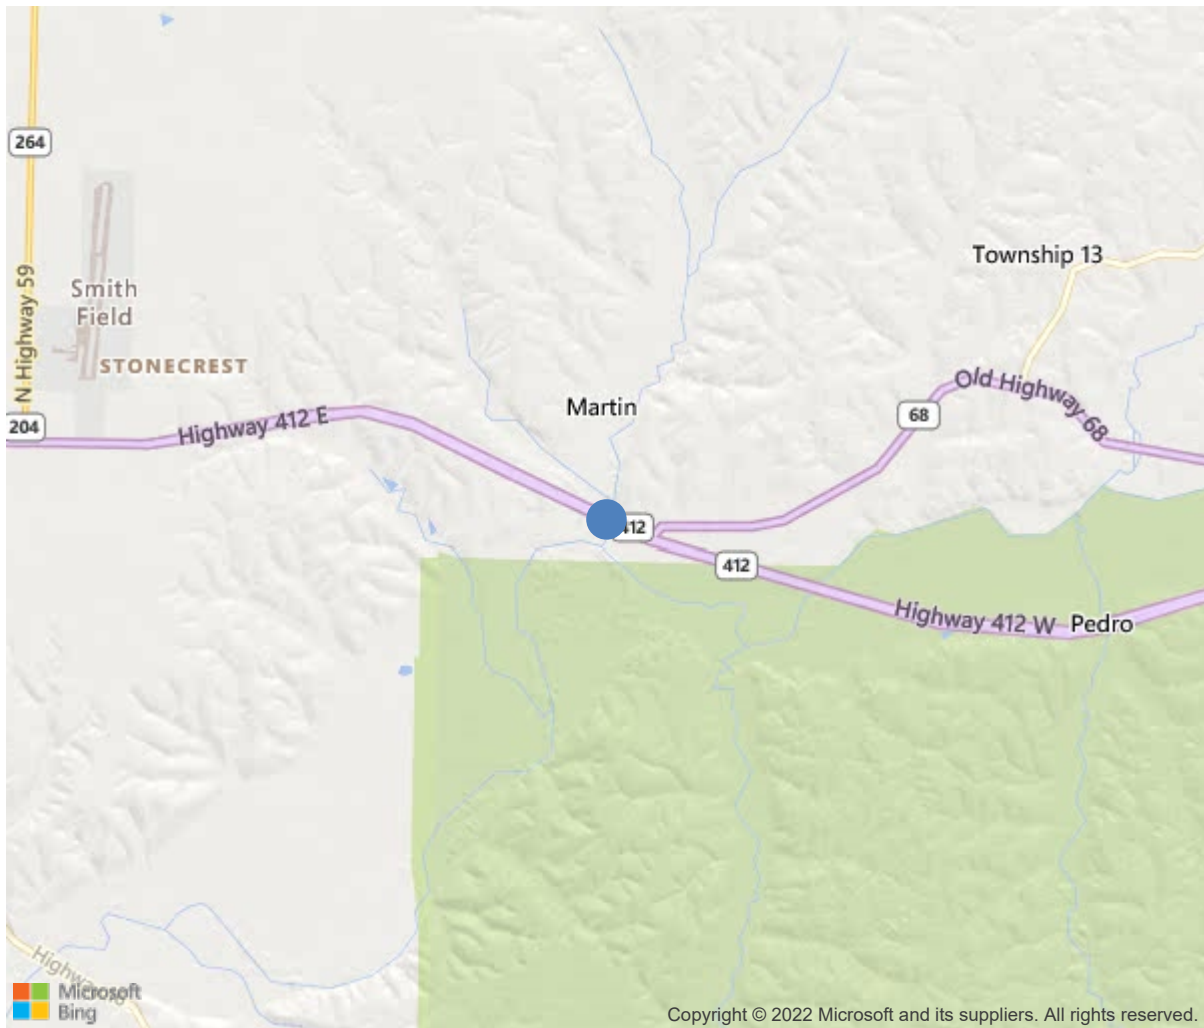 264
N Highway 59
Smith
Field
STONECREST
204
Highway 412 E
Martin
Township 13
Old Highway 68
68
412
412
Highway 412 W
Pedro
Highway
Microsoft
Bing
Copyright © 2022 Microsoft and its suppliers. All rights reserved.